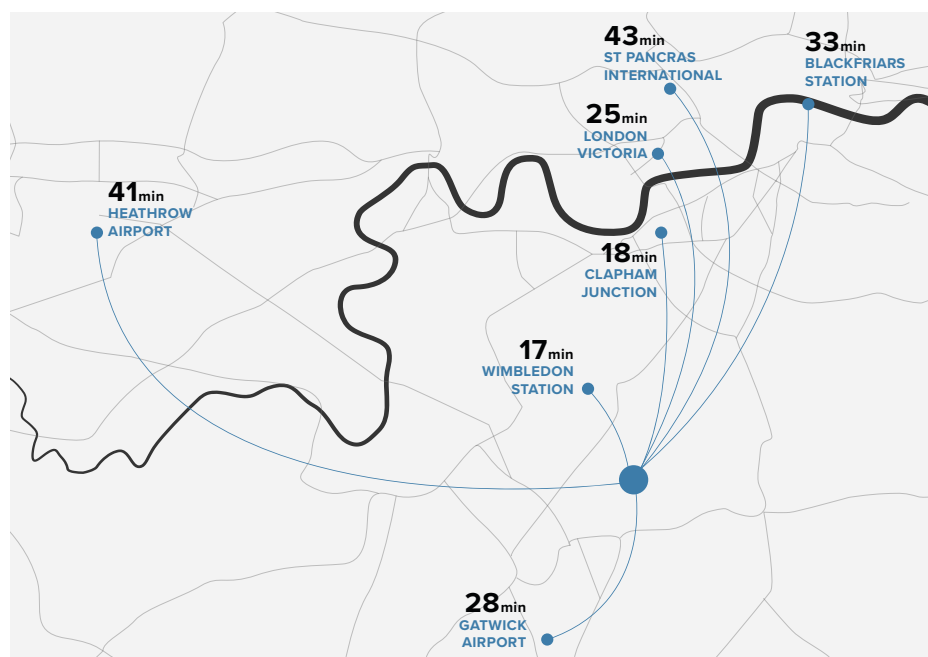 43min
ST PANCRAS
INTERNATIONAL
33min
BLACKFRIARS
STATION
25min
LONDON
VICTORIA
41min
HEATHROW
AIRPORT
18min
CLAPHAM
JUNCTION
17min
WIMBLEDON
STATION
28min
GATWICK
AIRPORT